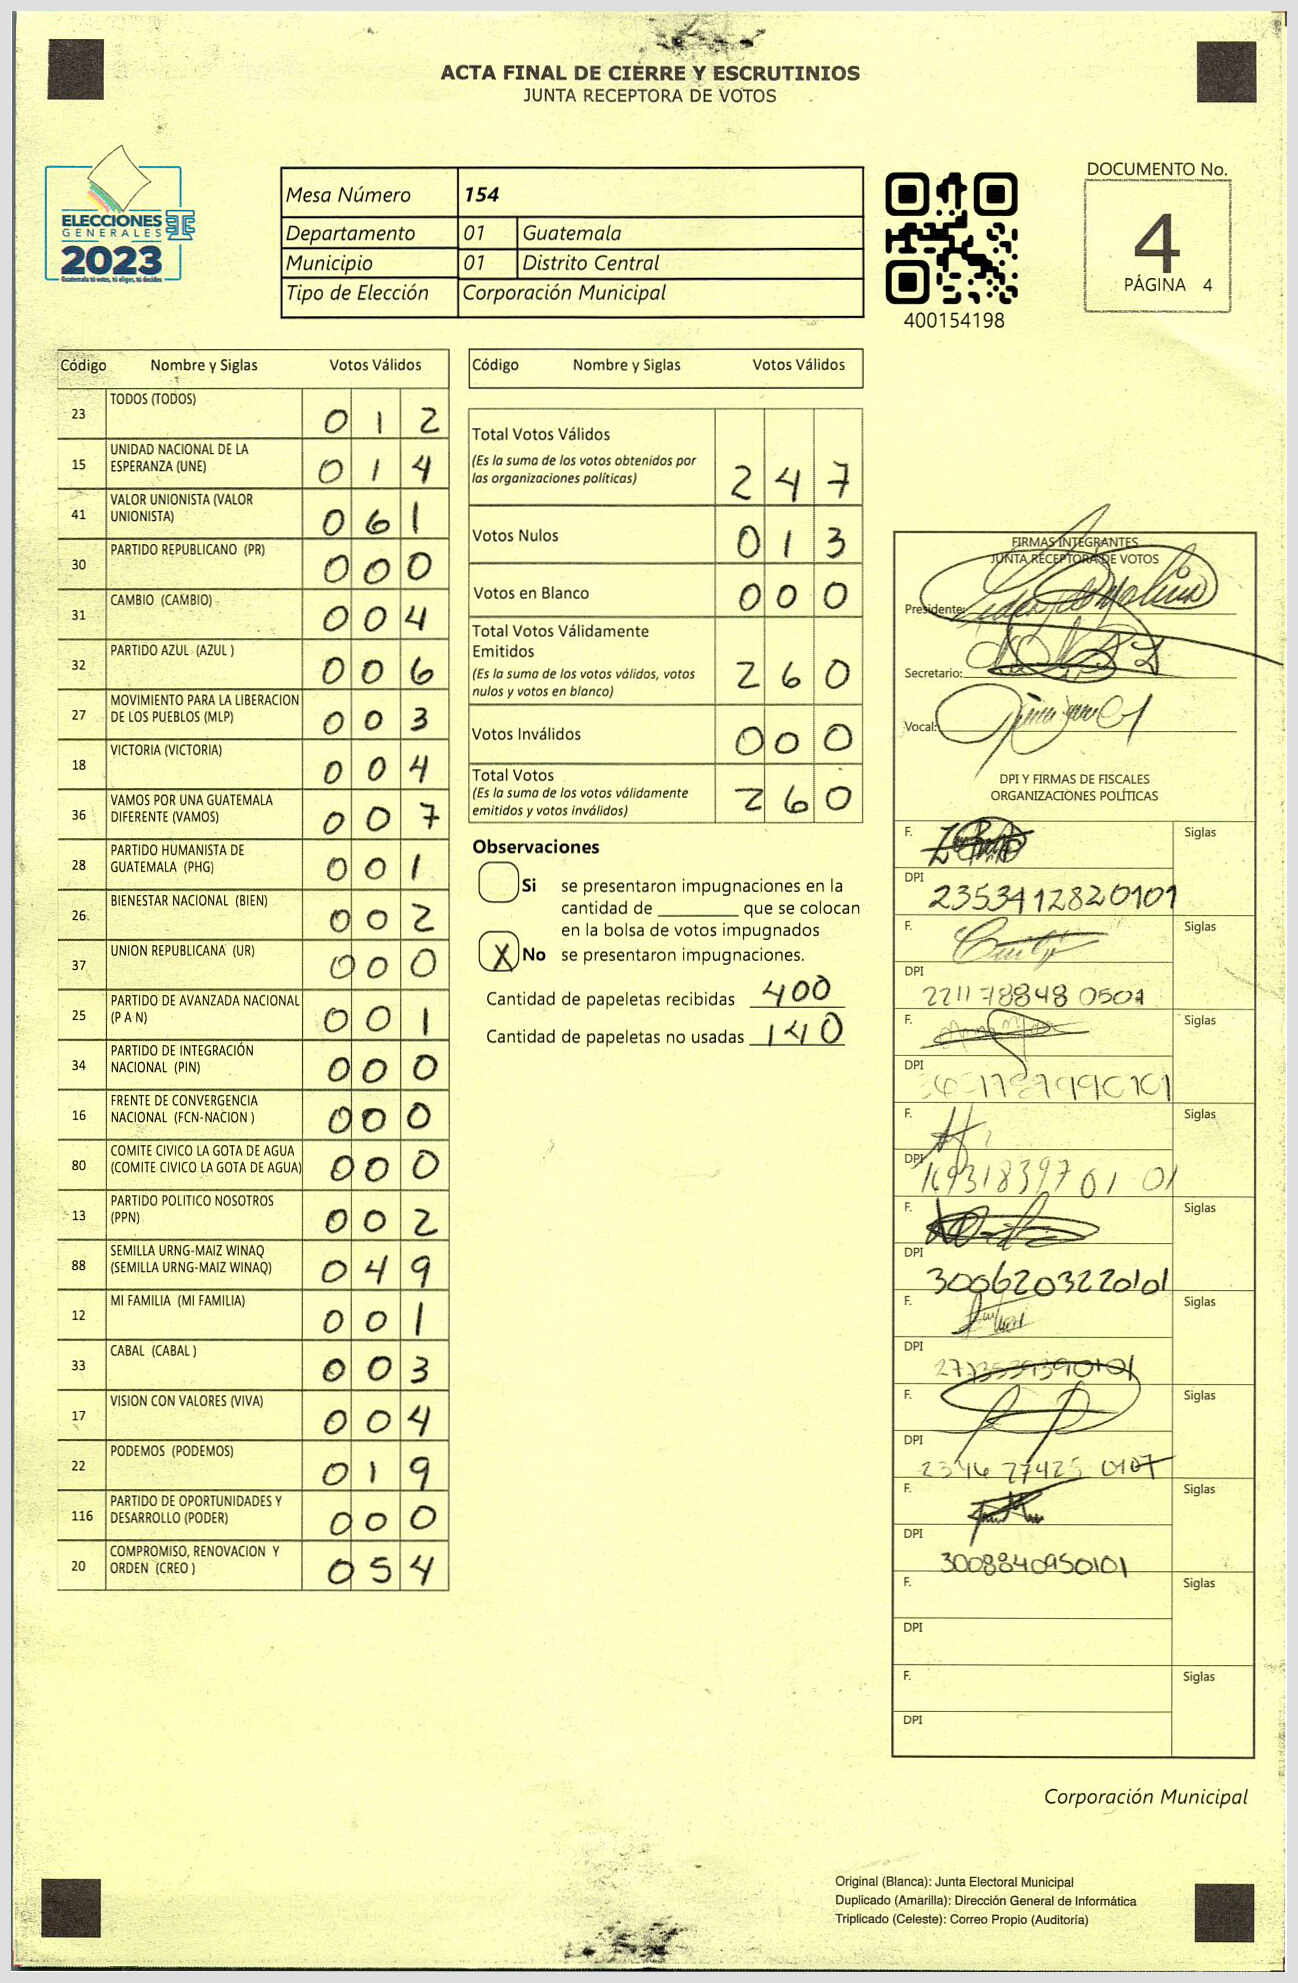 ACTA FINAL DE CIERRE Y ESCRUTINIOS
JUNTA RECEPTORA DE VOTOS
ELECCIONES
GENERALES
2023
Guatemala tú votas, tú eliges, tú decides
Mesa Número 154
Departamento 01 Guatemala
Municipio 01 Distrito Central
Tipo de Elección Corporación Municipal
400154198
DOCUMENTO No.
4
PÁGINA 4
Código Nombre y Siglas Votos Válidos
23 TODOS (TODOS) 0 1 2
15 UNIDAD NACIONAL DE LA
ESPERANZA (UNE) 0 1 4
41 VALOR UNIONISTA (VALOR
UNIONISTA) 0 6 1
30 PARTIDO REPUBLICANO (PR) 0 0 0
31 CAMBIO (CAMBIO) 0 0 4
32 PARTIDO AZUL (AZUL ) 0 0 6
27 MOVIMIENTO PARA LA LIBERACION
DE LOS PUEBLOS (MLP) 0 0 3
18 VICTORIA (VICTORIA) 0 0 4
36 VAMOS POR UNA GUATEMALA
DIFERENTE (VAMOS) 0 0 7
28 PARTIDO HUMANISTA DE
GUATEMALA (PHG) 0 0 1
26 BIENESTAR NACIONAL (BIEN) 0 0 2
37 UNION REPUBLICANA (UR) 0 0 0
25 PARTIDO DE AVANZADA NACIONAL
(P A N) 0 0 1
34 PARTIDO DE INTEGRACIÓN
NACIONAL (PIN) 0 0 0
16 FRENTE DE CONVERGENCIA
NACIONAL (FCN-NACION ) 0 0 0
80 COMITE CIVICO LA GOTA DE AGUA
(COMITE CIVICO LA GOTA DE AGUA) 0 0 0
13 PARTIDO POLITICO NOSOTROS
(PPN) 0 0 2
88 SEMILLA URNG-MAIZ WINAQ
(SEMILLA URNG-MAIZ WINAQ) 0 4 9
12 MI FAMILIA (MI FAMILIA) 0 0 1
33 CABAL (CABAL ) 0 0 3
17 VISION CON VALORES (VIVA) 0 0 4
22 PODEMOS (PODEMOS) 0 1 9
116 PARTIDO DE OPORTUNIDADES Y
DESARROLLO (PODER) 0 0 0
20 COMPROMISO, RENOVACION Y
ORDEN (CREO ) 0 5 4
Código Nombre y Siglas Votos Válidos
Total Votos Válidos
(Es la suma de los votos obtenidos por
las organizaciones políticas) 2 4 7
Votos Nulos 0 1 3
Votos en Blanco 0 0 0
Total Votos Válidamente
Emitidos
(Es la suma de los votos válidos, votos
nulos y votos en blanco) 2 6 0
Votos Inválidos 0 0 0
Total Votos
(Es la suma de los votos válidamente
emitidos y votos inválidos) 2 6 0
Observaciones
Si se presentaron impugnaciones en la
cantidad de ________ que se colocan
en la bolsa de votos impugnados
X No se presentaron impugnaciones.
Cantidad de papeletas recibidas 400
Cantidad de papeletas no usadas 140
FIRMAS INTEGRANTES
JUNTA RECEPTORA DE VOTOS
Presidente:
Secretario:
Vocal:
DPI Y FIRMAS DE FISCALES
ORGANIZACIONES POLÍTICAS
F. Siglas
DPI
2353412820101
F. Siglas
DPI
2211 78848 0501
F. Siglas
DPI
F. Siglas
DPI
169318397 01 01
F. Siglas
DPI
3006203220101
F. Siglas
DPI
F. Siglas
DPI
2346 77425 0107
F. Siglas
DPI
3008840950101
F. Siglas
DPI
F. Siglas
DPI
Corporación Municipal
Original (Blanca): Junta Electoral Municipal
Duplicado (Amarilla): Dirección General de Informática
Triplicado (Celeste): Correo Propio (Auditoría)